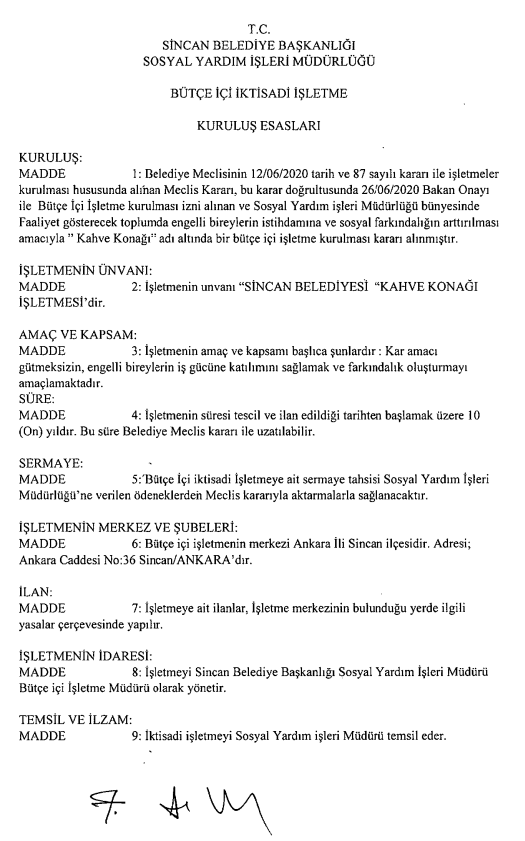 T.C.
SİNCAN BELEDİYE BAŞKANLIĞI
SOSYAL YARDIM İŞLERİ MÜDÜRLÜĞÜ
BÜTÇE İÇİ İKTİSADİ İŞLETME
KURULUŞ ESASLARI
KURULUŞ:
MADDE 1: Belediye Meclisinin 12/06/2020 tarih ve 87 sayılı kararı ile işletmeler
kurulması hususunda alınan Meclis Kararı, bu karar doğrultusunda 26/06/2020 Bakan Onayı
ile Bütçe İçi İşletme kurulması izni alınan ve Sosyal Yardım işleri Müdürlüğü bünyesinde
Faaliyet gösterecek toplumda engelli bireylerin istihdamına ve sosyal farkındalığın arttırılması
amacıyla " Kahve Konağı" adı altında bir bütçe içi işletme kurulması kararı alınmıştır.
İŞLETMENİN ÜNVANI:
MADDE 2: İşletmenin unvanı "SİNCAN BELEDİYESİ "KAHVE KONAĞI
İŞLETMESİ'dir.
AMAÇ VE KAPSAM:
MADDE 3: İşletmenin amaç ve kapsamı başlıca şunlardır : Kar amacı
gütmeksizin, engelli bireylerin iş gücüne katılımını sağlamak ve farkındalık oluşturmayı
amaçlamaktadır.
SÜRE:
MADDE 4: İşletmenin süresi tescil ve ilan edildiği tarihten başlamak üzere 10
(On) yıldır. Bu süre Belediye Meclis kararı ile uzatılabilir.
SERMAYE:
MADDE 5: Bütçe İçi iktisadi İşletmeye ait sermaye tahsisi Sosyal Yardım İşleri
Müdürlüğü'ne verilen ödeneklerden Meclis kararıyla aktarmalarla sağlanacaktır.
İŞLETMENİN MERKEZ VE ŞUBELERİ:
MADDE 6: Bütçe içi işletmenin merkezi Ankara İli Sincan ilçesidir. Adresi;
Ankara Caddesi No:36 Sincan/ANKARA'dır.
İLAN:
MADDE 7: İşletmeye ait ilanlar, İşletme merkezinin bulunduğu yerde ilgili
yasalar çerçevesinde yapılır.
İŞLETMENİN İDARESİ:
MADDE 8: İşletmeyi Sincan Belediye Başkanlığı Sosyal Yardım İşleri Müdürü
Bütçe içi İşletme Müdürü olarak yönetir.
TEMSİL VE İLZAM:
MADDE 9: İktisadi işletmeyi Sosyal Yardım işleri Müdürü temsil eder.